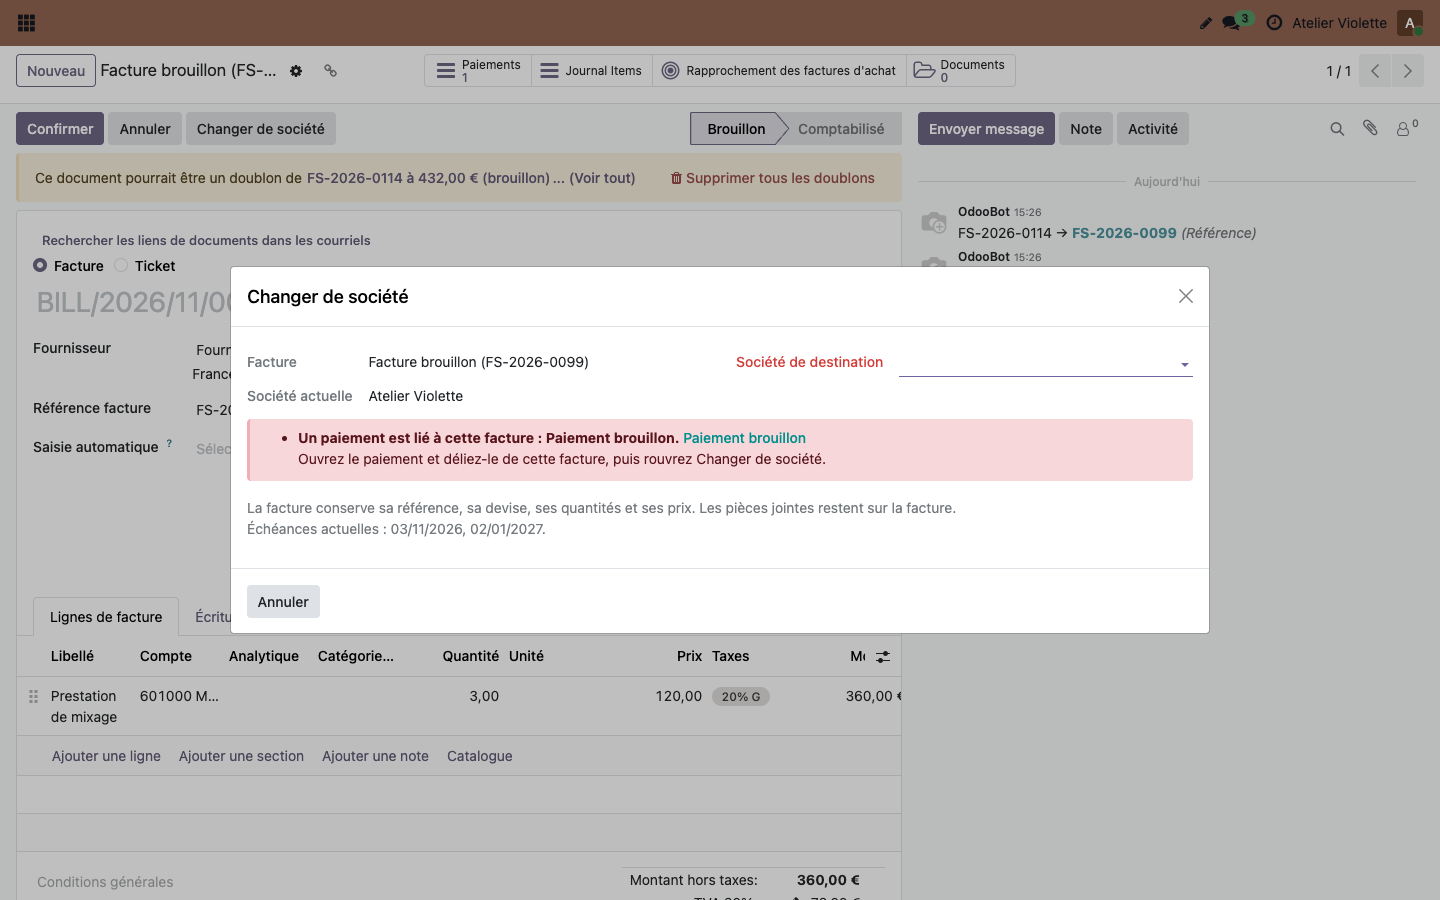 3
Atelier Violette
A
Nouveau
Facture brouillon (FS-...
Paiements
1
Journal Items
Rapprochement des factures d'achat
Documents
0
1 / 1
Confirmer
Annuler
Changer de société
Brouillon
Comptabilisé
Envoyer message
Note
Activité
0
Ce document pourrait être un doublon de FS-2026-0114 à 432,00 € (brouillon) ... (Voir tout)
Supprimer tous les doublons
Aujourd'hui
Rechercher les liens de documents dans les courriels
OdooBot 15:26
FS-2026-0114 → FS-2026-0099 (Référence)
OdooBot 15:26
Facture
Ticket
BILL/2026/11/00
Fournisseur
Fourn
France
Référence facture
FS-20
Saisie automatique ?
Sélec
Changer de société
Facture
Facture brouillon (FS-2026-0099)
Société de destination
Société actuelle
Atelier Violette
Un paiement est lié à cette facture : Paiement brouillon. Paiement brouillon
Ouvrez le paiement et déliez-le de cette facture, puis rouvrez Changer de société.
La facture conserve sa référence, sa devise, ses quantités et ses prix. Les pièces jointes restent sur la facture.
Échéances actuelles : 03/11/2026, 02/01/2027.
Annuler
Lignes de facture
Écritu
Libellé
Compte
Analytique
Catégorie...
Quantité
Unité
Prix
Taxes
Prestation
de mixage
601000 M...
3,00
120,00
20% G
360,00 €
Ajouter une ligne
Ajouter une section
Ajouter une note
Catalogue
Conditions générales
Montant hors taxes:
360,00 €